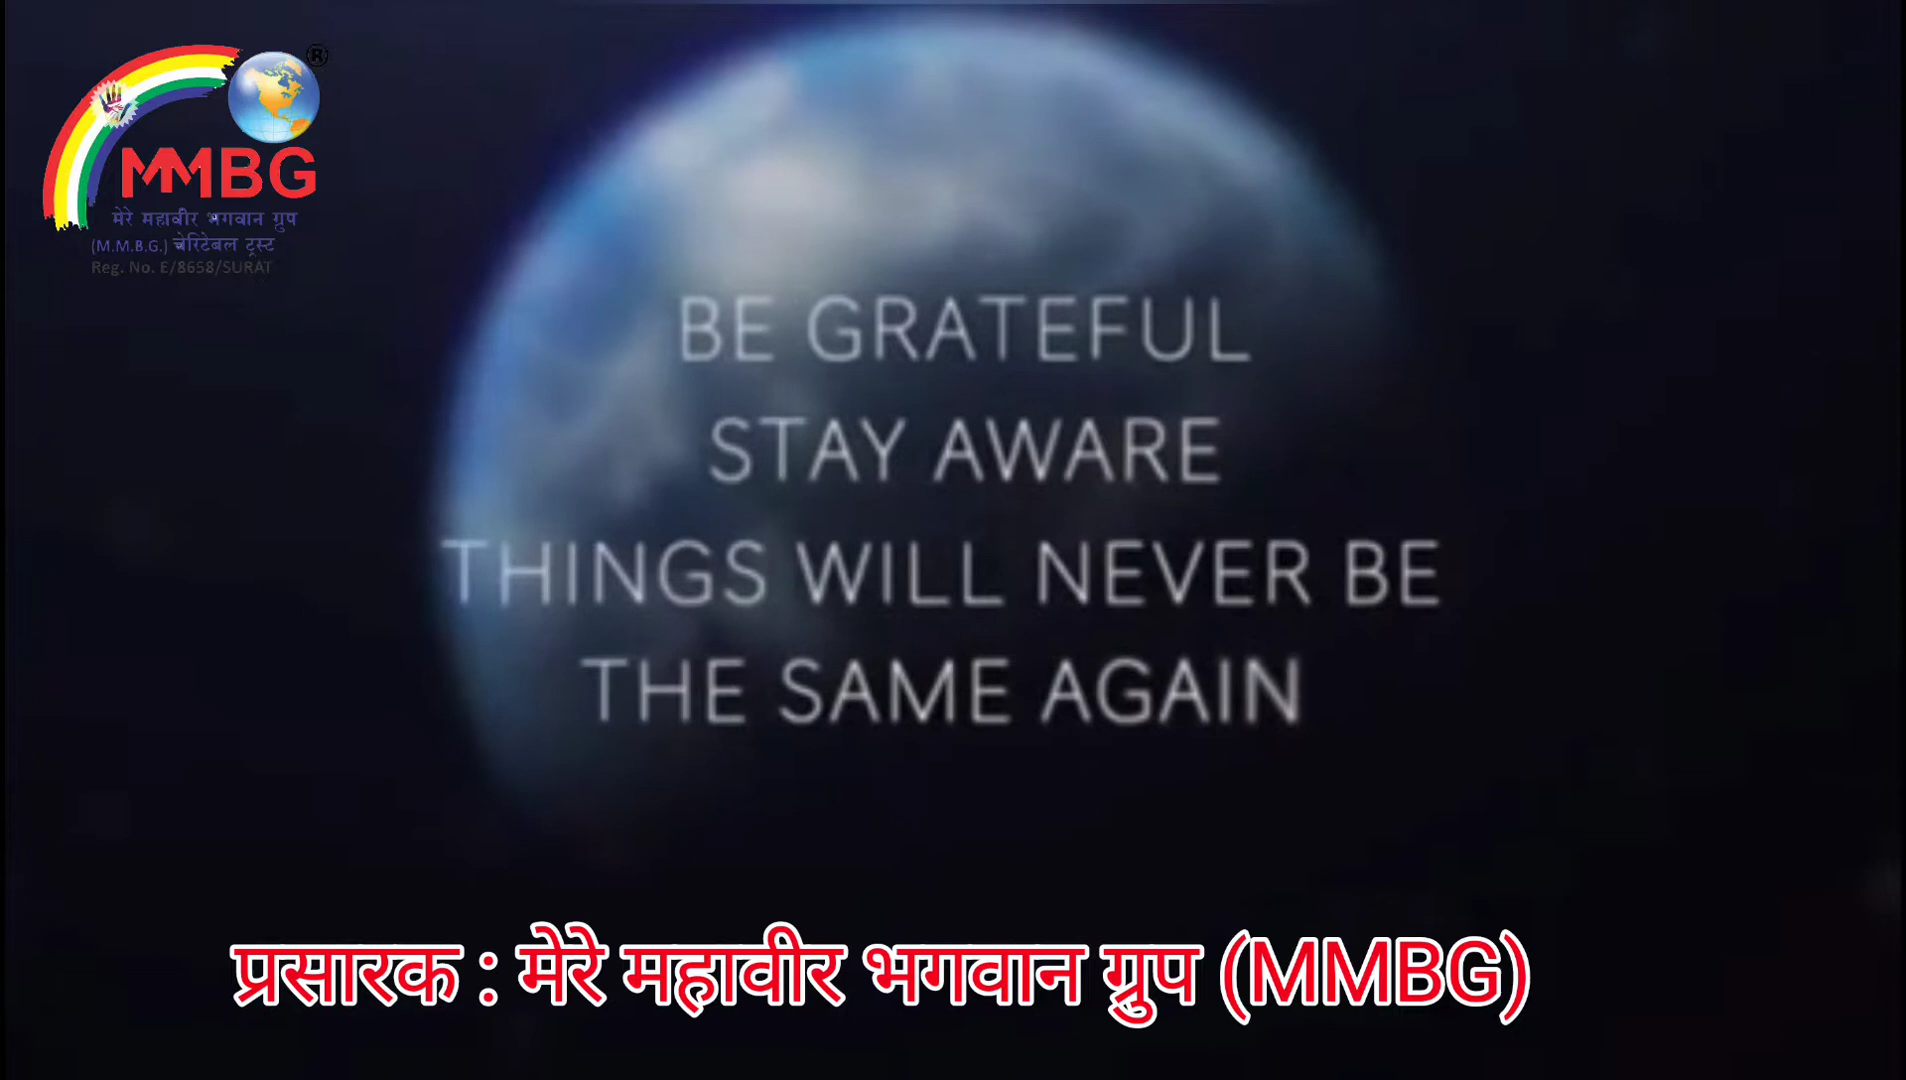 ®
MMBG
मेरे महावीर भगवान ग्रुप
(M.M.B.G.) चेरिटेबल ट्रस्ट
Reg. No. E/8658/SURAT
BE GRATEFUL
STAY AWARE
THINGS WILL NEVER BE
THE SAME AGAIN
प्रसारक : मेरे महावीर भगवान ग्रुप (MMBG)